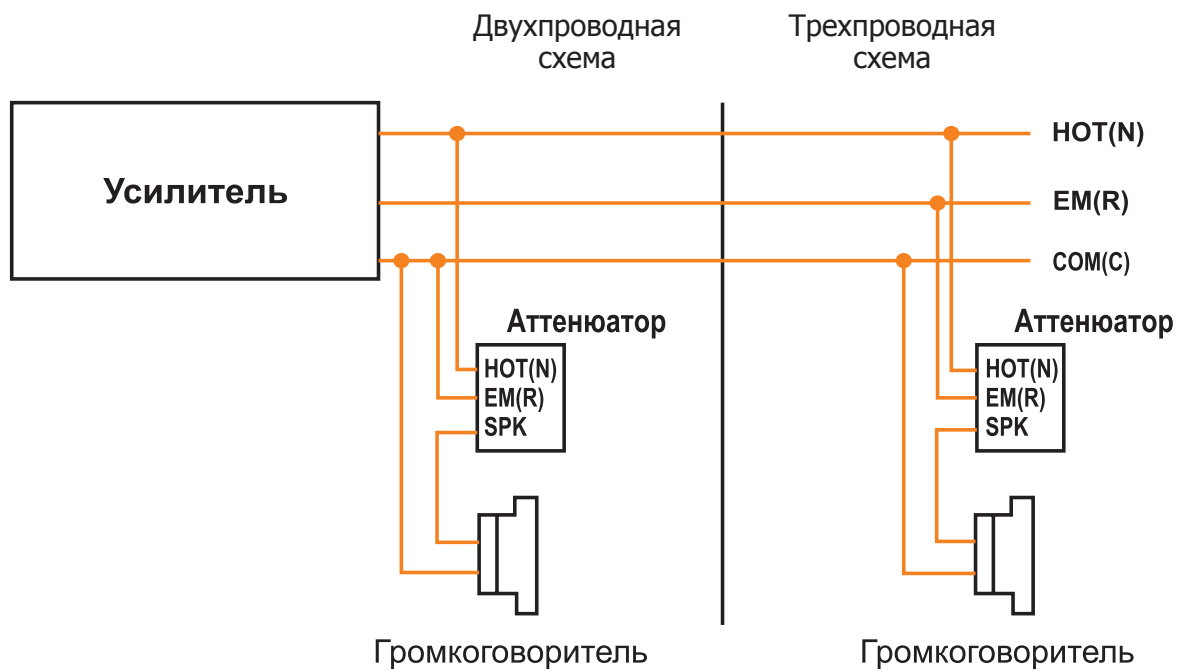 Двухпроводная
схема
Трехпроводная
схема
Усилитель
HOT(N)
EM(R)
COM(C)
Аттенюатор
HOT(N)
EM(R)
SPK
Громкоговоритель
Аттенюатор
HOT(N)
EM(R)
SPK
Громкоговоритель